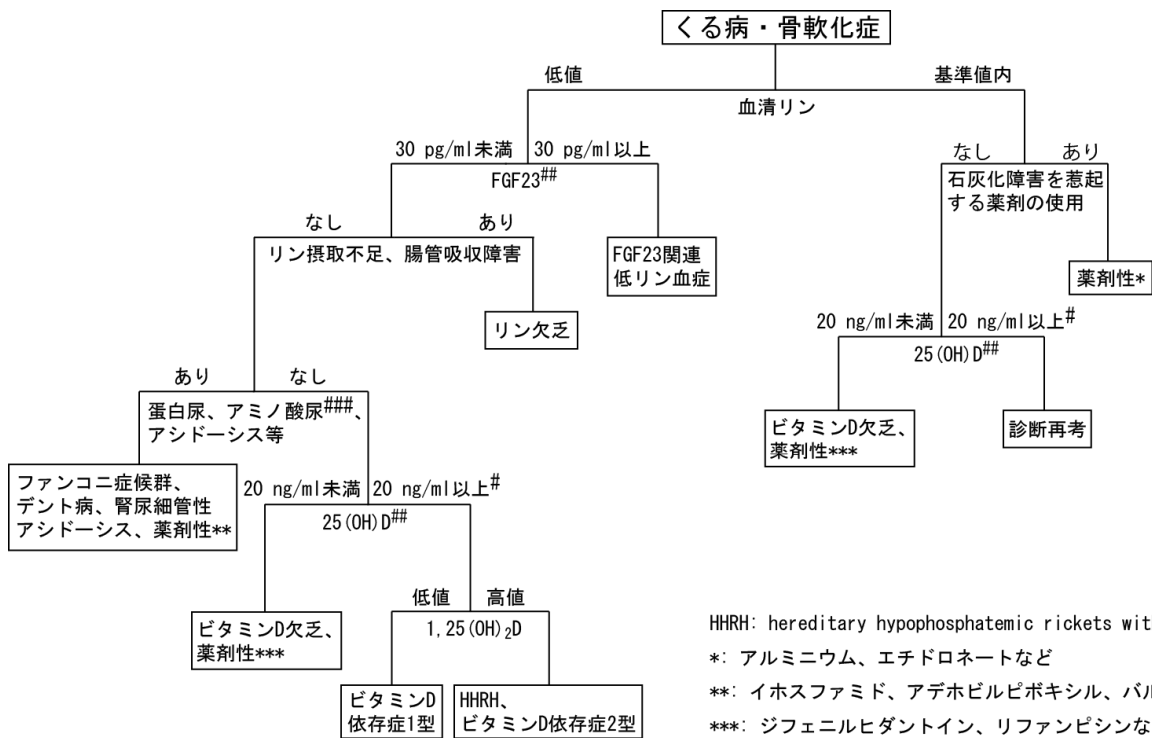 くる病・骨軟化症
低値
基準値内
血清リン
30 pg/ml未満
30 pg/ml以上
FGF23##
なし
あり
石灰化障害を惹起
する薬剤の使用
なし
あり
リン摂取不足、腸管吸収障害
FGF23関連
低リン血症
薬剤性*
リン欠乏
20 ng/ml未満
20 ng/ml以上#
25(OH)D##
あり
なし
蛋白尿、アミノ酸尿###、
アシドーシス等
ビタミンD欠乏、
薬剤性***
診断再考
ファンコニ症候群、
デント病、腎尿細管性
アシドーシス、薬剤性**
20 ng/ml未満
20 ng/ml以上#
25(OH)D##
低値
高値
1,25(OH)₂D
ビタミンD欠乏、
薬剤性***
ビタミンD
依存症1型
HHRH、
ビタミンD依存症2型
HHRH: hereditary hypophosphatemic rickets wit
*: アルミニウム、エチドロネートなど
**: イホスファミド、アデホビルピボキシル、バル
***: ジフェニルヒダントイン、リファンピシンな